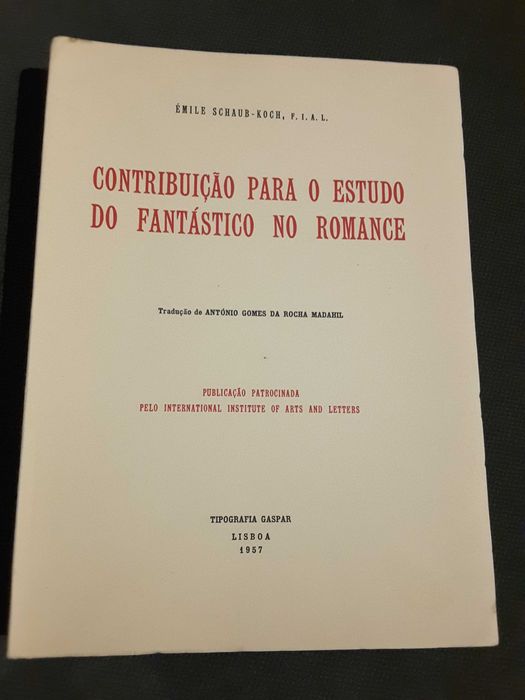 ÉMILE SCHAUB-KOCH, F. I. A. L.
CONTRIBUIÇÃO PARA O ESTUDO
DO FANTÁSTICO NO ROMANCE
Tradução de ANTÓNIO GOMES DA ROCHA MADAHIL
PUBLICAÇÃO PATROCINADA
PELO INTERNATIONAL INSTITUTE OF ARTS AND LETTERS
TIPOGRAFIA GASPAR
LISBOA
1957